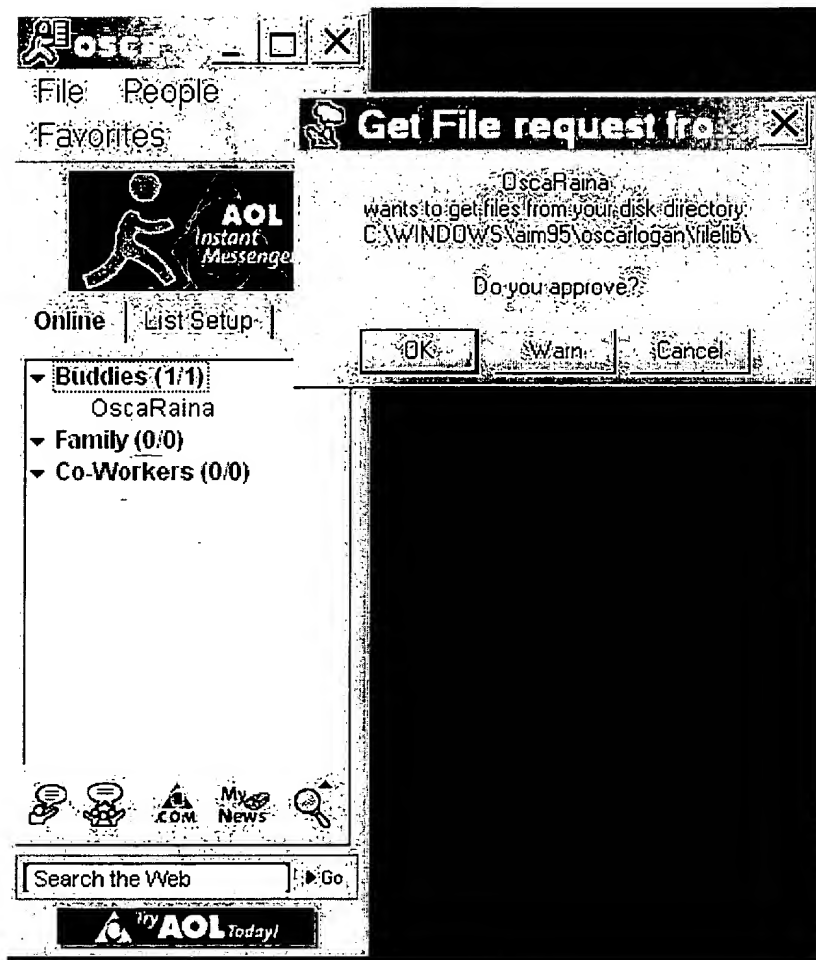 File People
Favorites
AOL
Instant
Messenger
Online List Setup
Buddies (1/1)
OscaRaina
Family (0/0)
Co-Workers (0/0)
.COM
My
News
Search the Web Go
Try AOL Today!
Get File request fro
OscaRaina
wants to get files from your disk directory:
C:\WINDOWS\aim95\oscarlogan\filelib\
Do you approve?
OK Warn Cancel